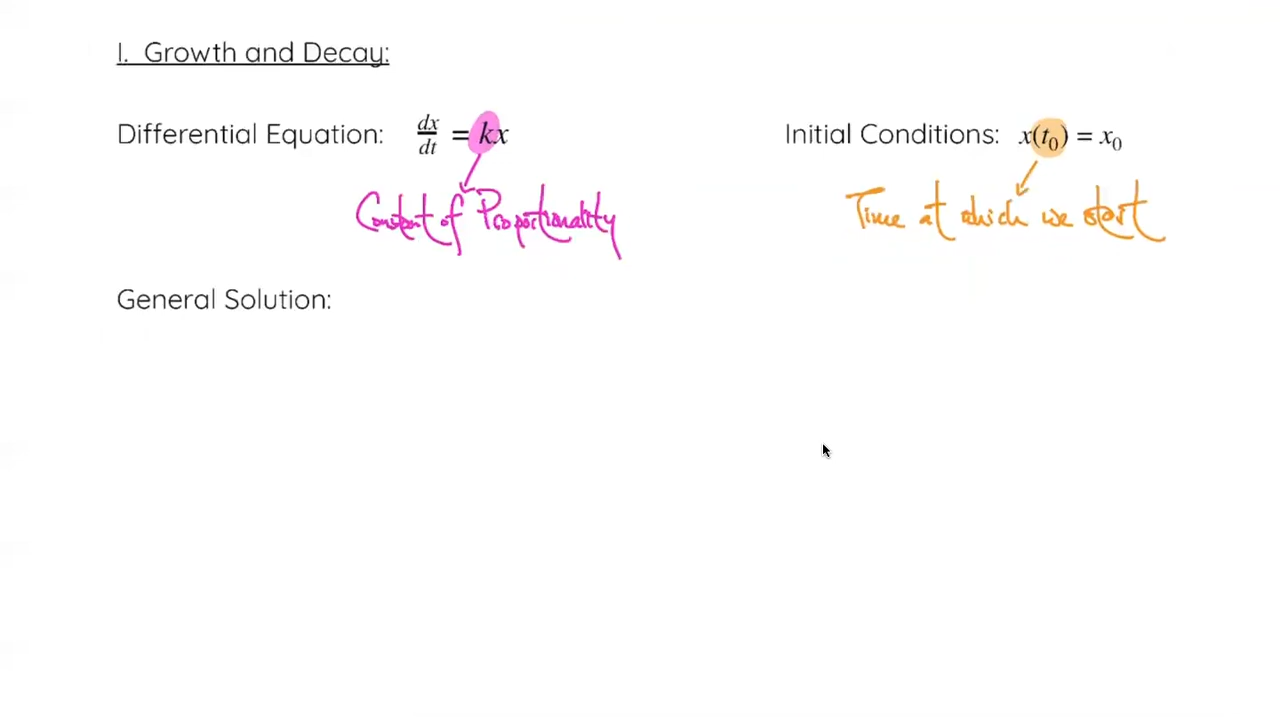 I. Growth and Decay:
Differential Equation: dx/dt = kx Initial Conditions: x(t₀) = x₀
Constant of Proportionality Time at which we start
General Solution: